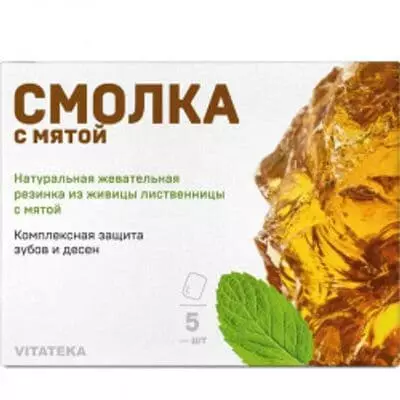 СМОЛКА
С МЯТОЙ
Натуральная жевательная
резинка из живицы лиственницы
с мятой
Комплексная защита
зубов и десен
5
— ШТ
VITATEKA